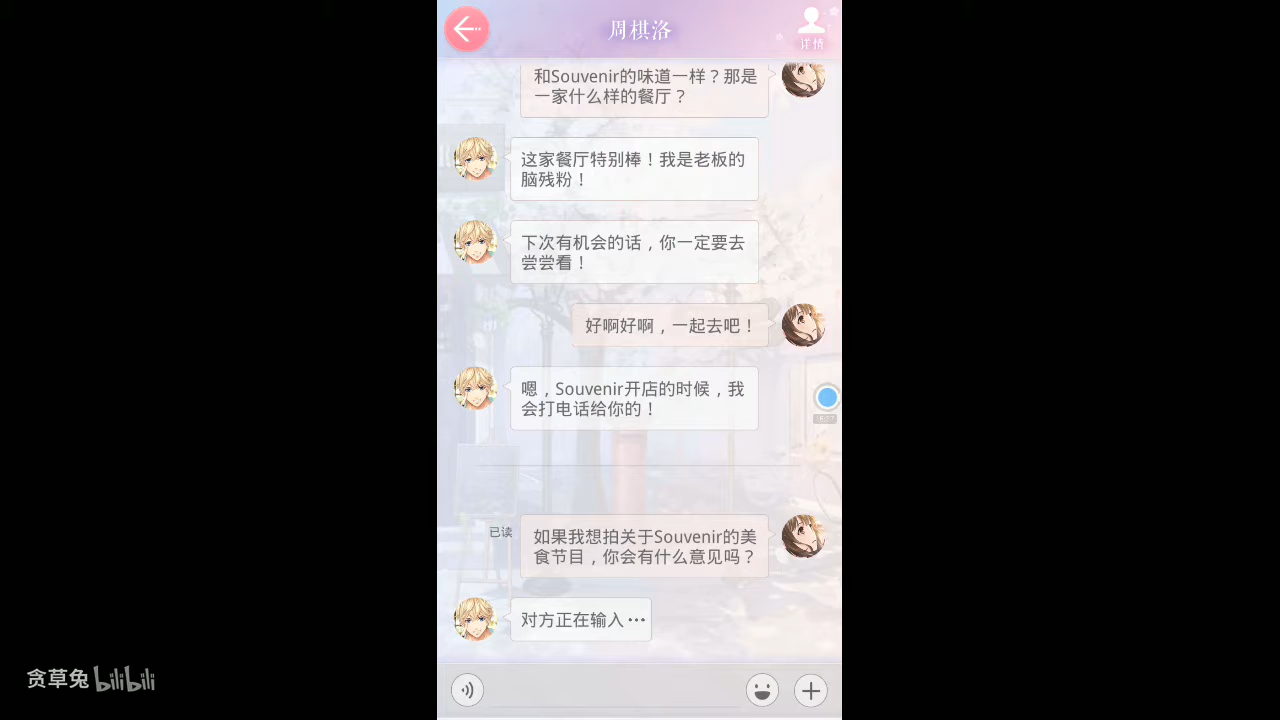 周棋洛
详情
和Souvenir的味道一样？那是
一家什么样的餐厅？
这家餐厅特别棒！我是老板的
脑残粉！
下次有机会的话，你一定要去
尝尝看！
好啊好啊，一起去吧！
嗯，Souvenir开店的时候，我
会打电话给你的！
已读
如果我想拍关于Souvenir的美
食节目，你会有什么意见吗？
对方正在输入•••
贪草兔 bilibili